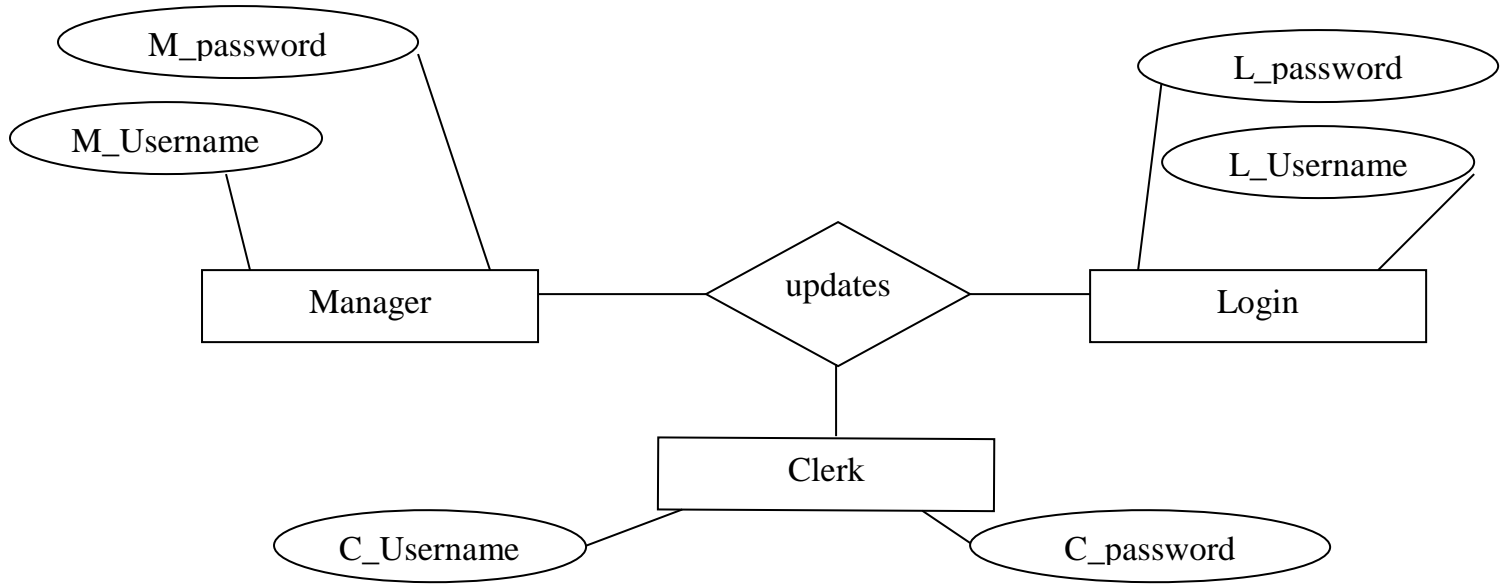 M_password
L_password
M_Username
L_Username
updates
Manager
Login
Clerk
C_Username
C_password